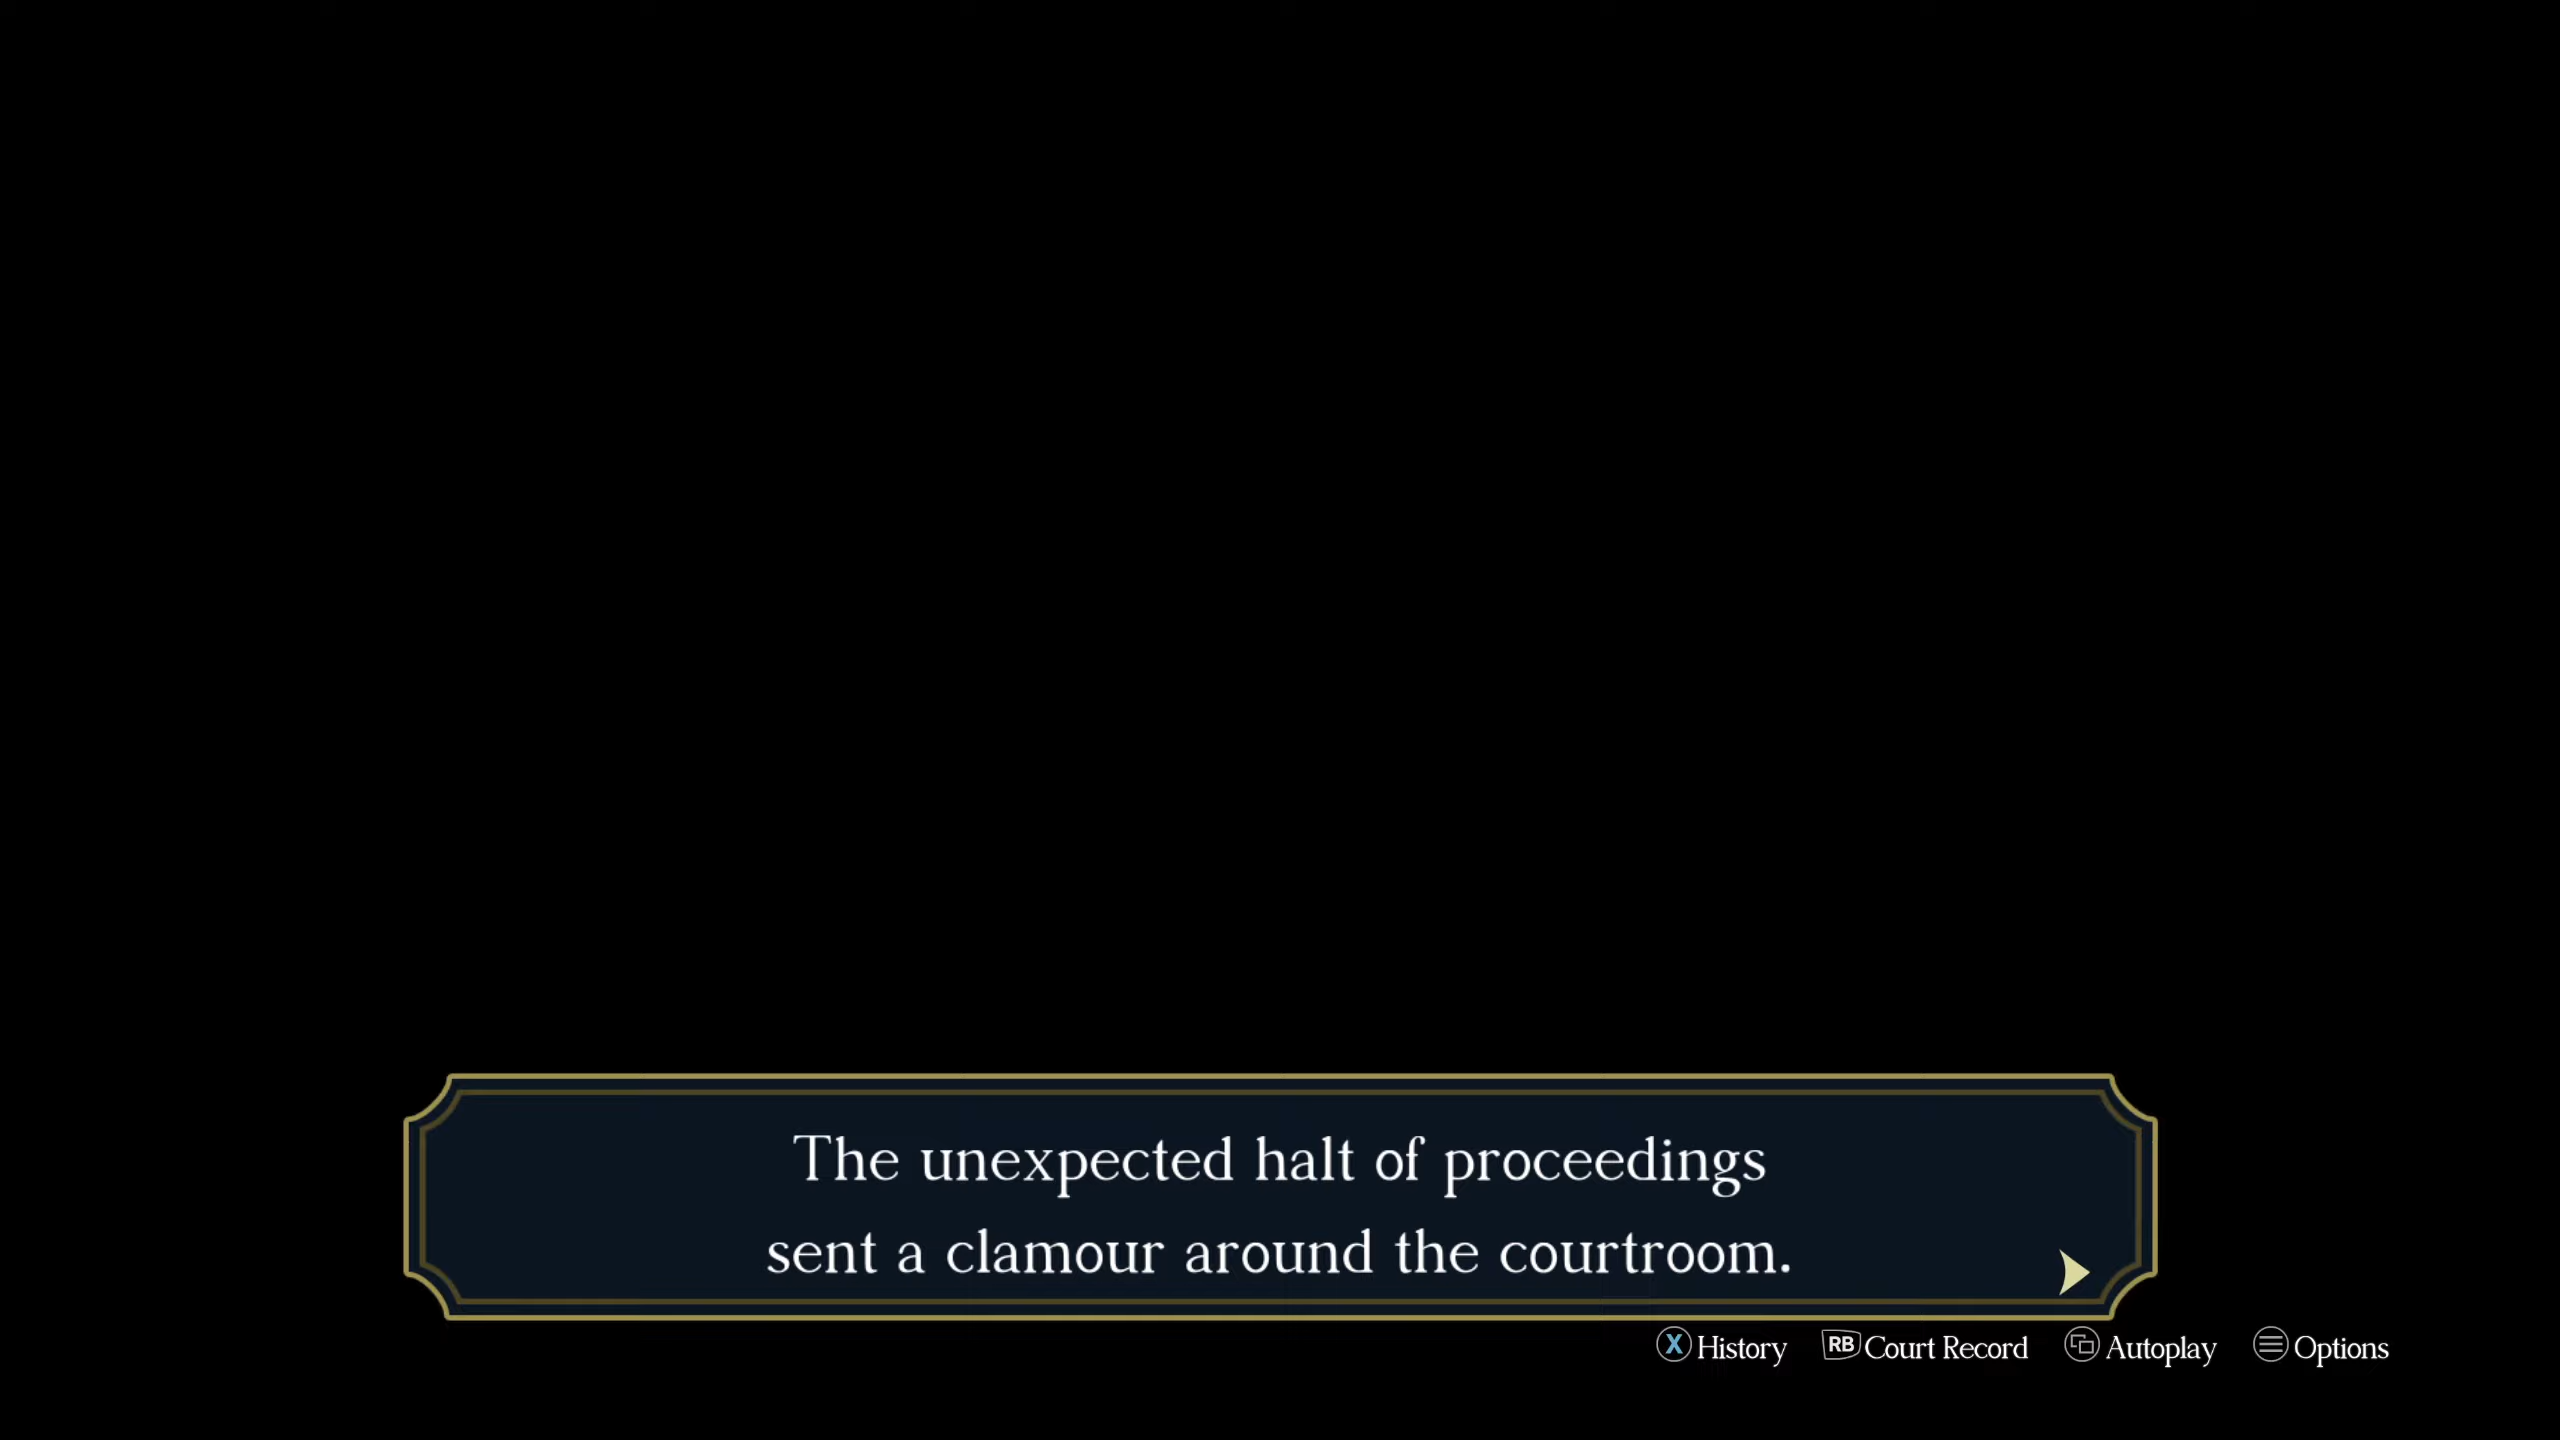 The unexpected halt of proceedings
sent a clamour around the courtroom.
X History RB Court Record Autoplay Options